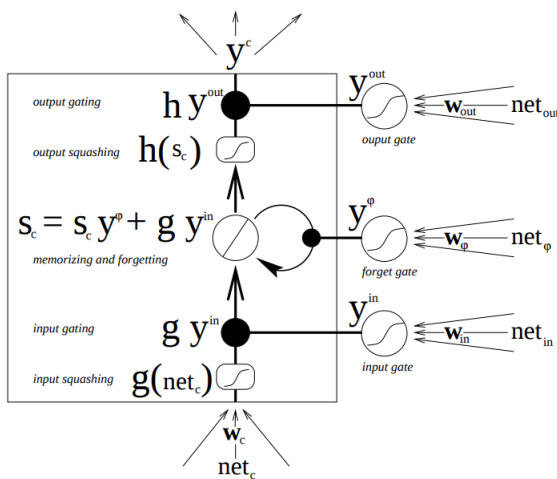 y^c
output gating
h y^out
y^out
w_out
net_out
ouput gate
output squashing
h(s_c)
s_c = s_c y^φ + g y^in
memorizing and forgetting
y^φ
w_φ
net_φ
forget gate
input gating
g y^in
y^in
w_in
net_in
input gate
input squashing
g(net_c)
w_c
net_c